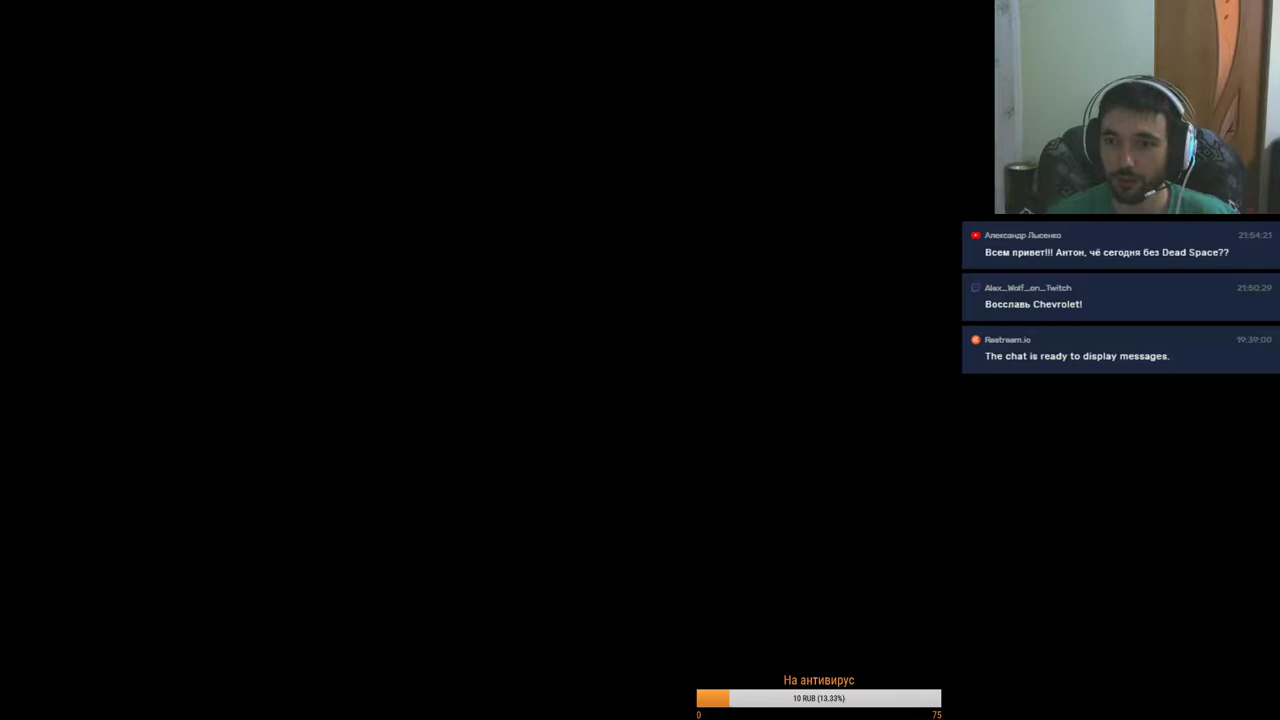 Александр Лысенко 21:54:21
Всем привет!!! Антон, чё сегодня без Dead Space??
Alex_Wolf_on_Twitch 21:50:29
Восславь Chevrolet!
Restream.io 19:39:00
The chat is ready to display messages.
На антивирус
10 RUB (13.33%)
0 75